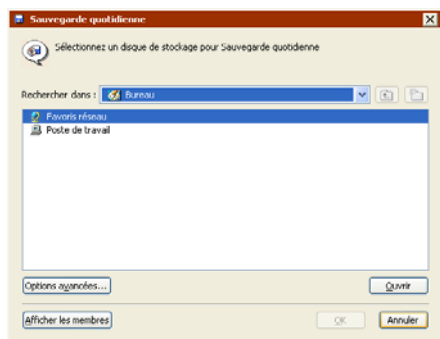 Sauvegarde quotidienne
Sélectionnez un disque de stockage pour Sauvegarde quotidienne
Rechercher dans : Bureau
Favoris réseau
Poste de travail
Options avancées... Ouvrir
Afficher les membres OK Annuler